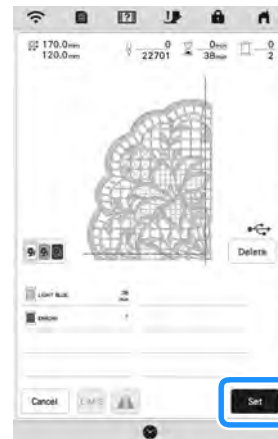 170.0mm
120.0mm
0
22701
0min
38min
0
2
Delete
LIGHT BLUE
Cancel
Set